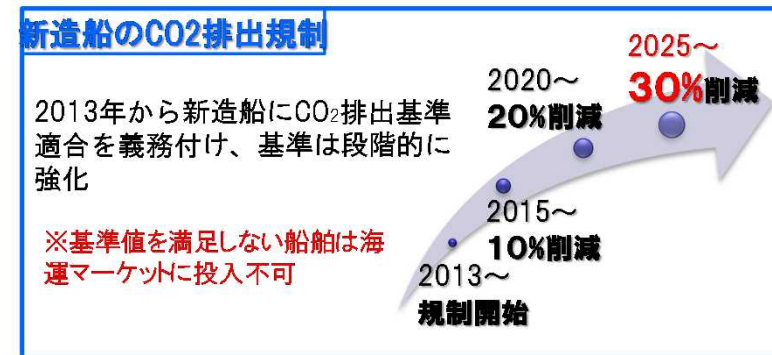 新造船のCO2排出規制
2013年から新造船にCO₂排出基準
適合を義務付け、基準は段階的に
強化
※基準値を満足しない船舶は海
運マーケットに投入不可
2013～
規制開始
2015～
10%削減
2020～
20%削減
2025～
30%削減